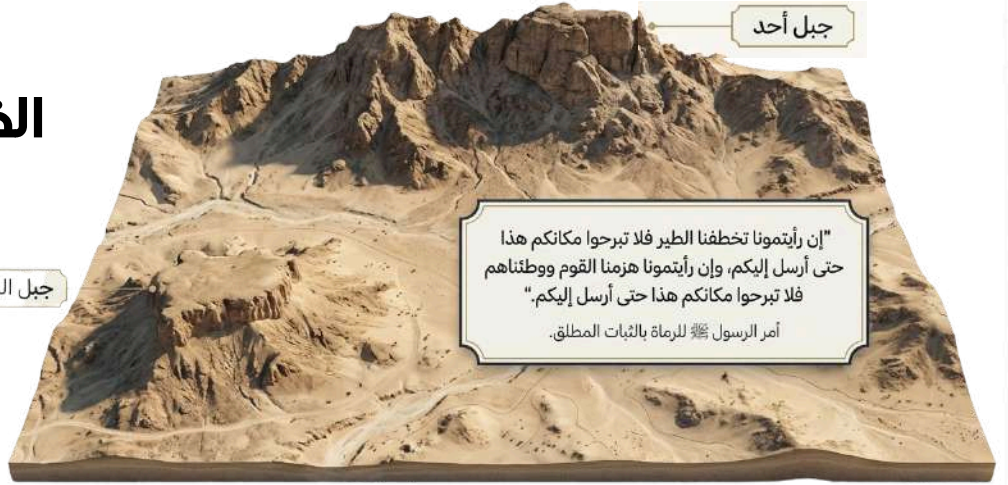 جبل أحد
"إن رأيتمونا تخطفنا الطير فلا تبرحوا مكانكم هذا
حتى أرسل إليكم، وإن رأيتمونا هزمنا القوم ووطئناهم
فلا تبرحوا مكانكم هذا حتى أرسل إليكم."
أمر الرسول ﷺ للرماة بالثبات المطلق.
جبل